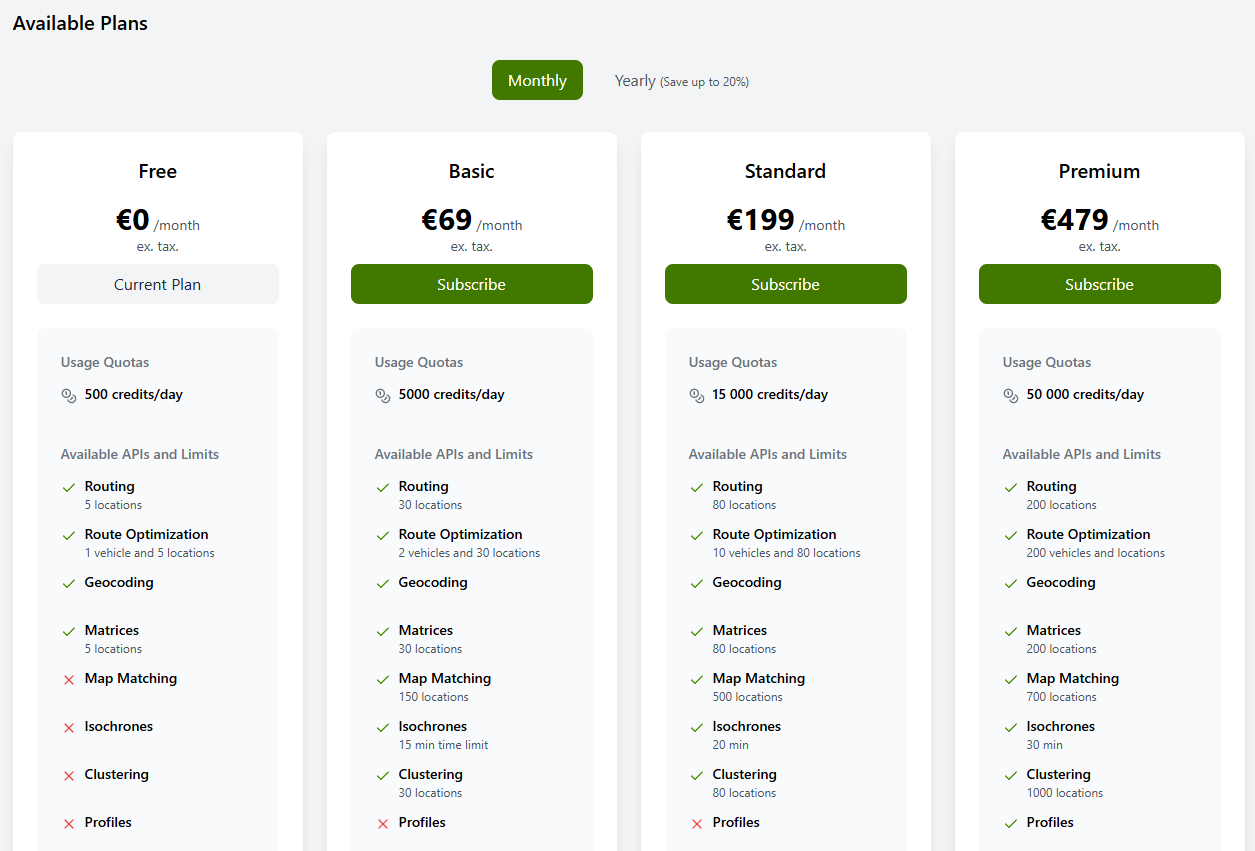 Available Plans
Monthly
Yearly (Save up to 20%)
Free
€0 /month
ex. tax.
Current Plan
Usage Quotas
500 credits/day
Available APIs and Limits
Routing
5 locations
Route Optimization
1 vehicle and 5 locations
Geocoding
Matrices
5 locations
Map Matching
Isochrones
Clustering
Profiles
Basic
€69 /month
ex. tax.
Subscribe
Usage Quotas
5000 credits/day
Available APIs and Limits
Routing
30 locations
Route Optimization
2 vehicles and 30 locations
Geocoding
Matrices
30 locations
Map Matching
150 locations
Isochrones
15 min time limit
Clustering
30 locations
Profiles
Standard
€199 /month
ex. tax.
Subscribe
Usage Quotas
15 000 credits/day
Available APIs and Limits
Routing
80 locations
Route Optimization
10 vehicles and 80 locations
Geocoding
Matrices
80 locations
Map Matching
500 locations
Isochrones
20 min
Clustering
80 locations
Profiles
Premium
€479 /month
ex. tax.
Subscribe
Usage Quotas
50 000 credits/day
Available APIs and Limits
Routing
200 locations
Route Optimization
200 vehicles and locations
Geocoding
Matrices
200 locations
Map Matching
700 locations
Isochrones
30 min
Clustering
1000 locations
Profiles